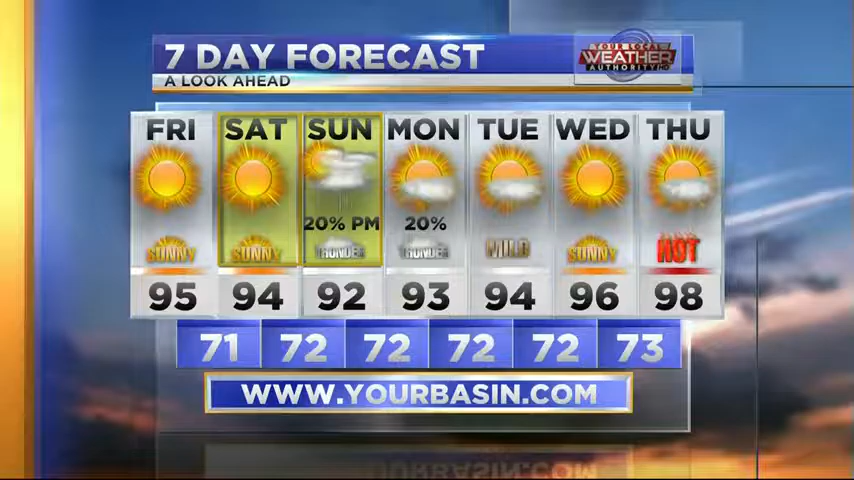 7 DAY FORECAST
A LOOK AHEAD
YOUR LOCAL
WEATHER
AUTHORITY
FRI SAT SUN MON TUE WED THU
20% PM 20%
SUNNY SUNNY THUNDER THUNDER MILD SUNNY HOT
95 94 92 93 94 96 98
71 72 72 72 72 73
WWW.YOURBASIN.COM
YOURBASIN.COM